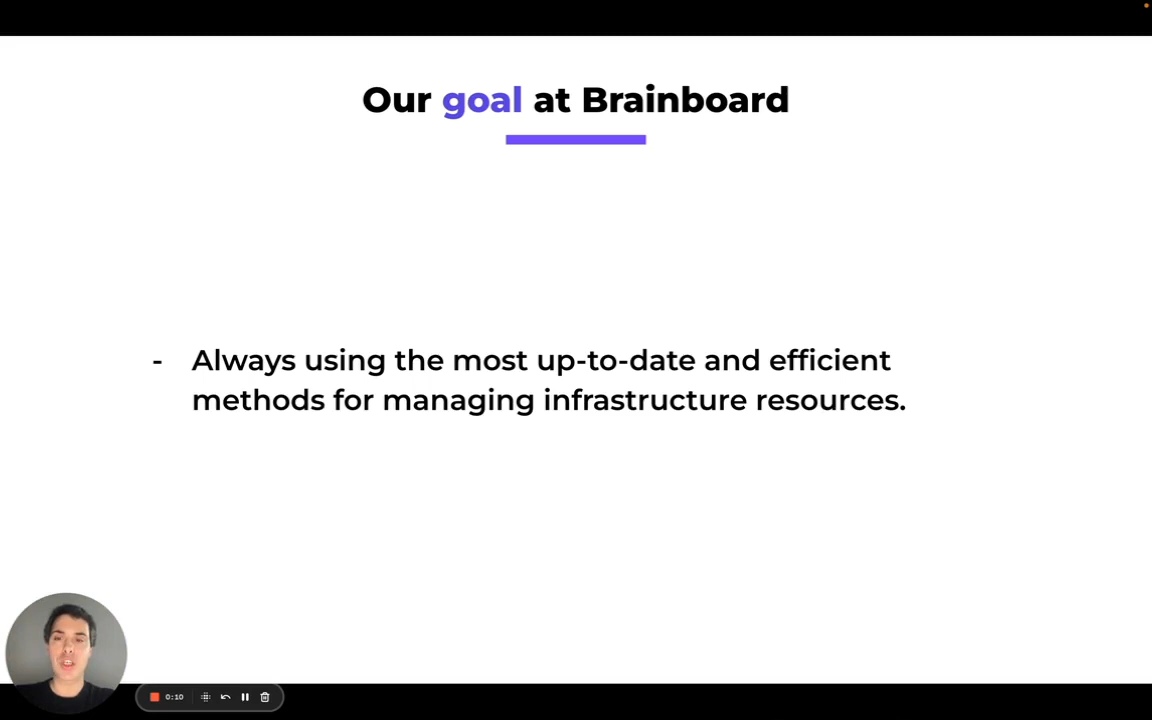 Our goal at Brainboard
- Always using the most up-to-date and efficient
methods for managing infrastructure resources.
0:10